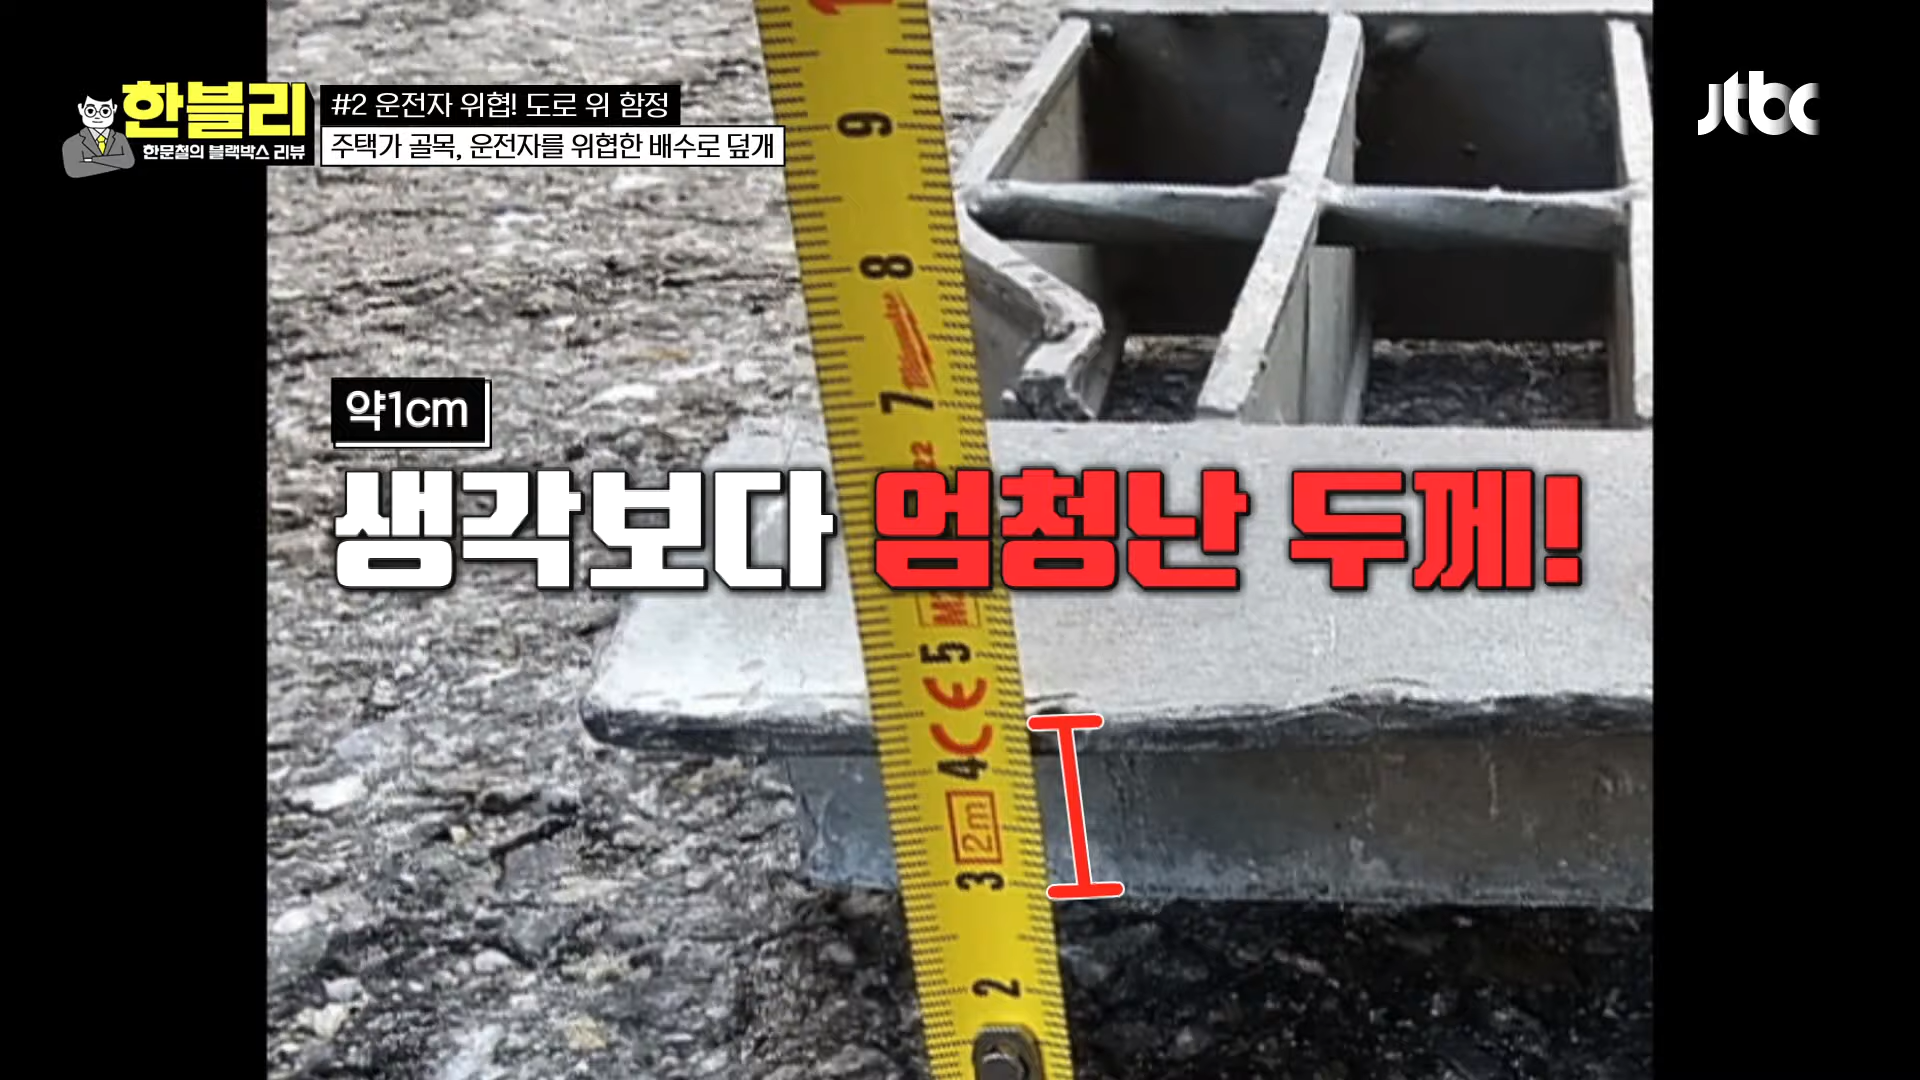 한블리
한문철의 블랙박스 리뷰
#2 운전자 위협! 도로 위 함정
주택가 골목, 운전자를 위협한 배수로 덮개
jtbc
약1cm
생각보다 엄청난 두께!
9
8
Milwaukee
7
22
5
CE
4
2m
3
2